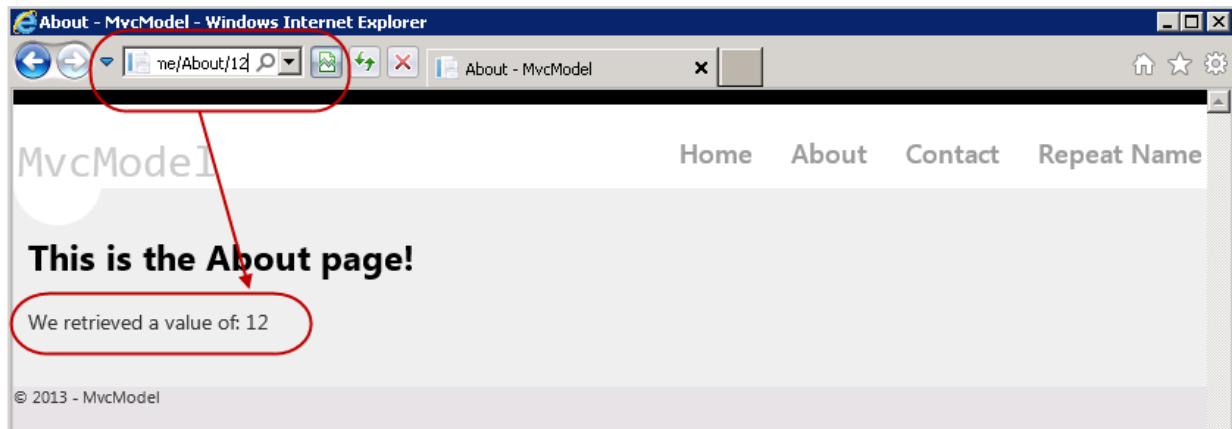 About - MvcModel - Windows Internet Explorer
ne/About/12
About - MvcModel
MvcModel
Home About Contact Repeat Name
This is the About page!
We retrieved a value of: 12
© 2013 - MvcModel